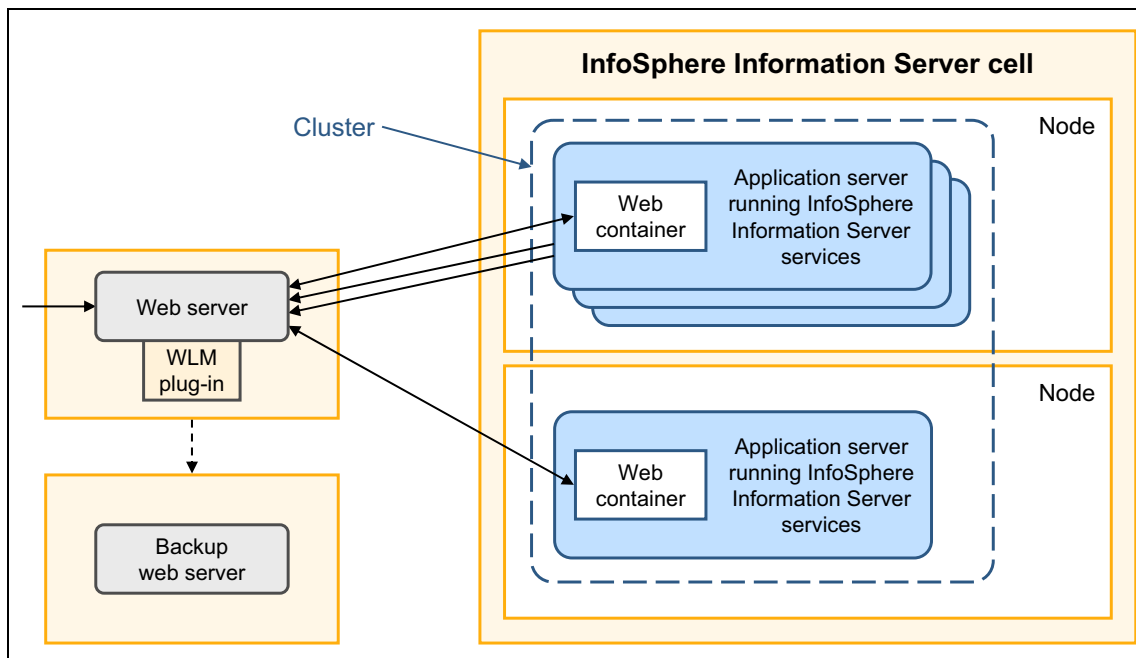 InfoSphere Information Server cell
Cluster
Node
Web
container
Application server
running InfoSphere
Information Server
services
Web server
WLM
plug-in
Node
Web
container
Application server
running InfoSphere
Information Server
services
Backup
web server